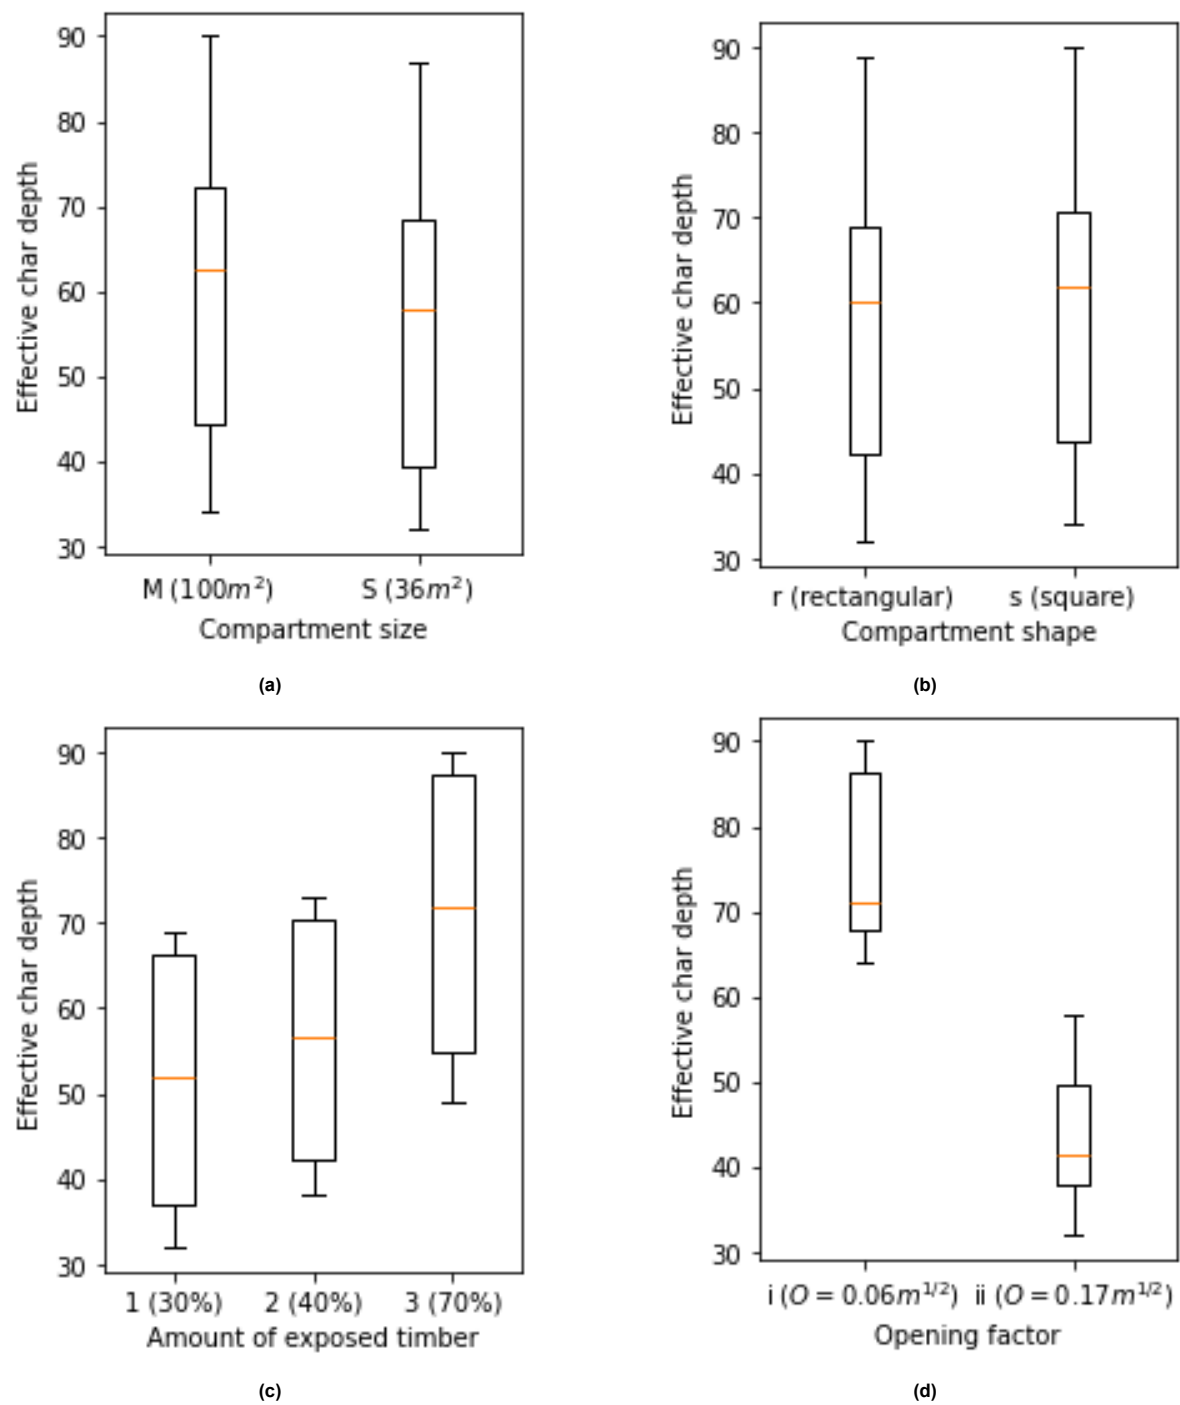 90
80
70
60
50
40
30
Effective char depth
M (100m²) S (36m²)
Compartment size
(a)
90
80
70
60
50
40
30
Effective char depth
r (rectangular) s (square)
Compartment shape
(b)
90
80
70
60
50
40
30
Effective char depth
1 (30%) 2 (40%) 3 (70%)
Amount of exposed timber
(c)
90
80
70
60
50
40
30
Effective char depth
i (O = 0.06m^{1/2}) ii (O = 0.17m^{1/2})
Opening factor
(d)